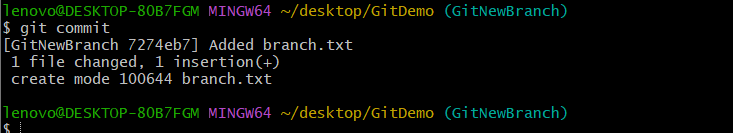 lenovo@DESKTOP-80B7FGM MINGW64 ~/desktop/GitDemo (GitNewBranch)
$ git commit
[GitNewBranch 7274eb7] Added branch.txt
 1 file changed, 1 insertion(+)
 create mode 100644 branch.txt

lenovo@DESKTOP-80B7FGM MINGW64 ~/desktop/GitDemo (GitNewBranch)
$